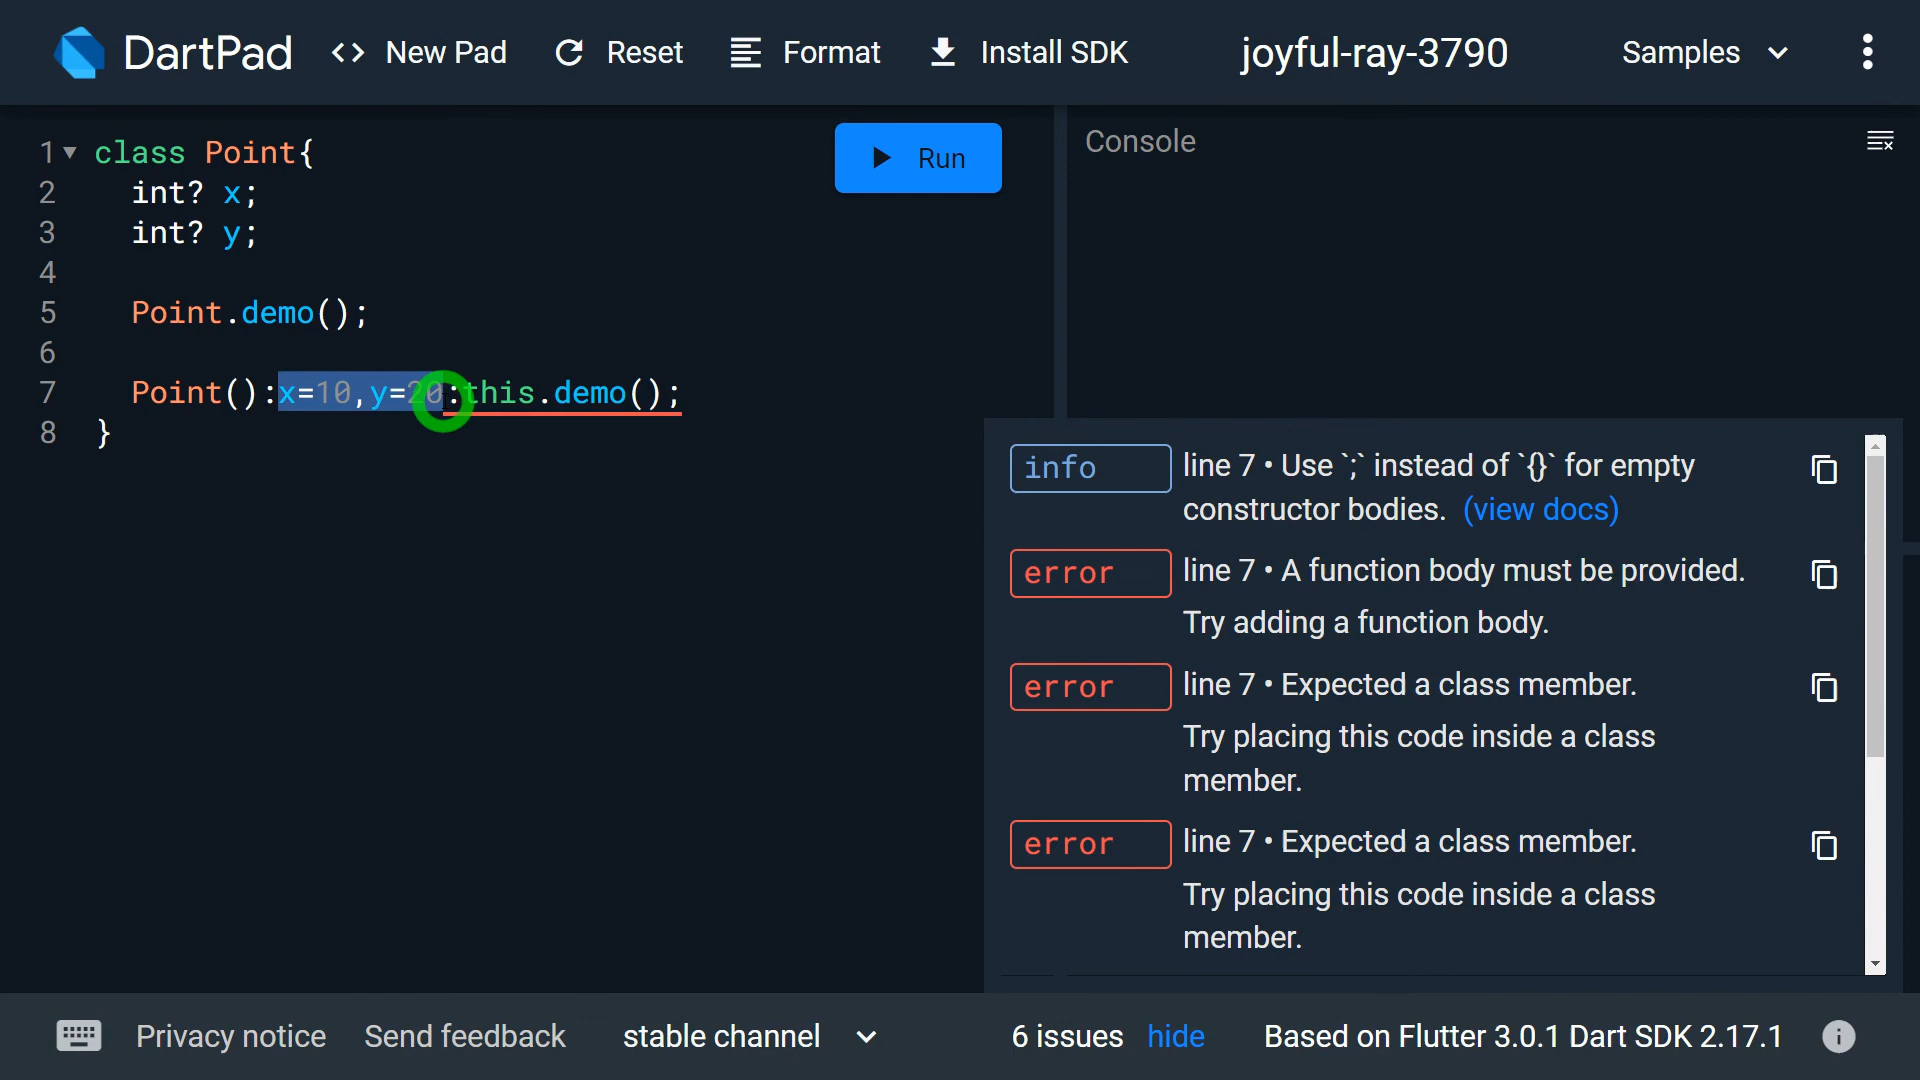 DartPad <> New Pad Reset Format Install SDK joyful-ray-3790 Samples
1 class Point{
2 int? x;
3 int? y;
4
5 Point.demo();
6
7 Point():x=10,y=20:this.demo();
8 }
Run
Console
info line 7 • Use `;` instead of `{}` for empty
constructor bodies. (view docs)
error line 7 • A function body must be provided.
Try adding a function body.
error line 7 • Expected a class member.
Try placing this code inside a class
member.
error line 7 • Expected a class member.
Try placing this code inside a class
member.
Privacy notice Send feedback stable channel 6 issues hide Based on Flutter 3.0.1 Dart SDK 2.17.1